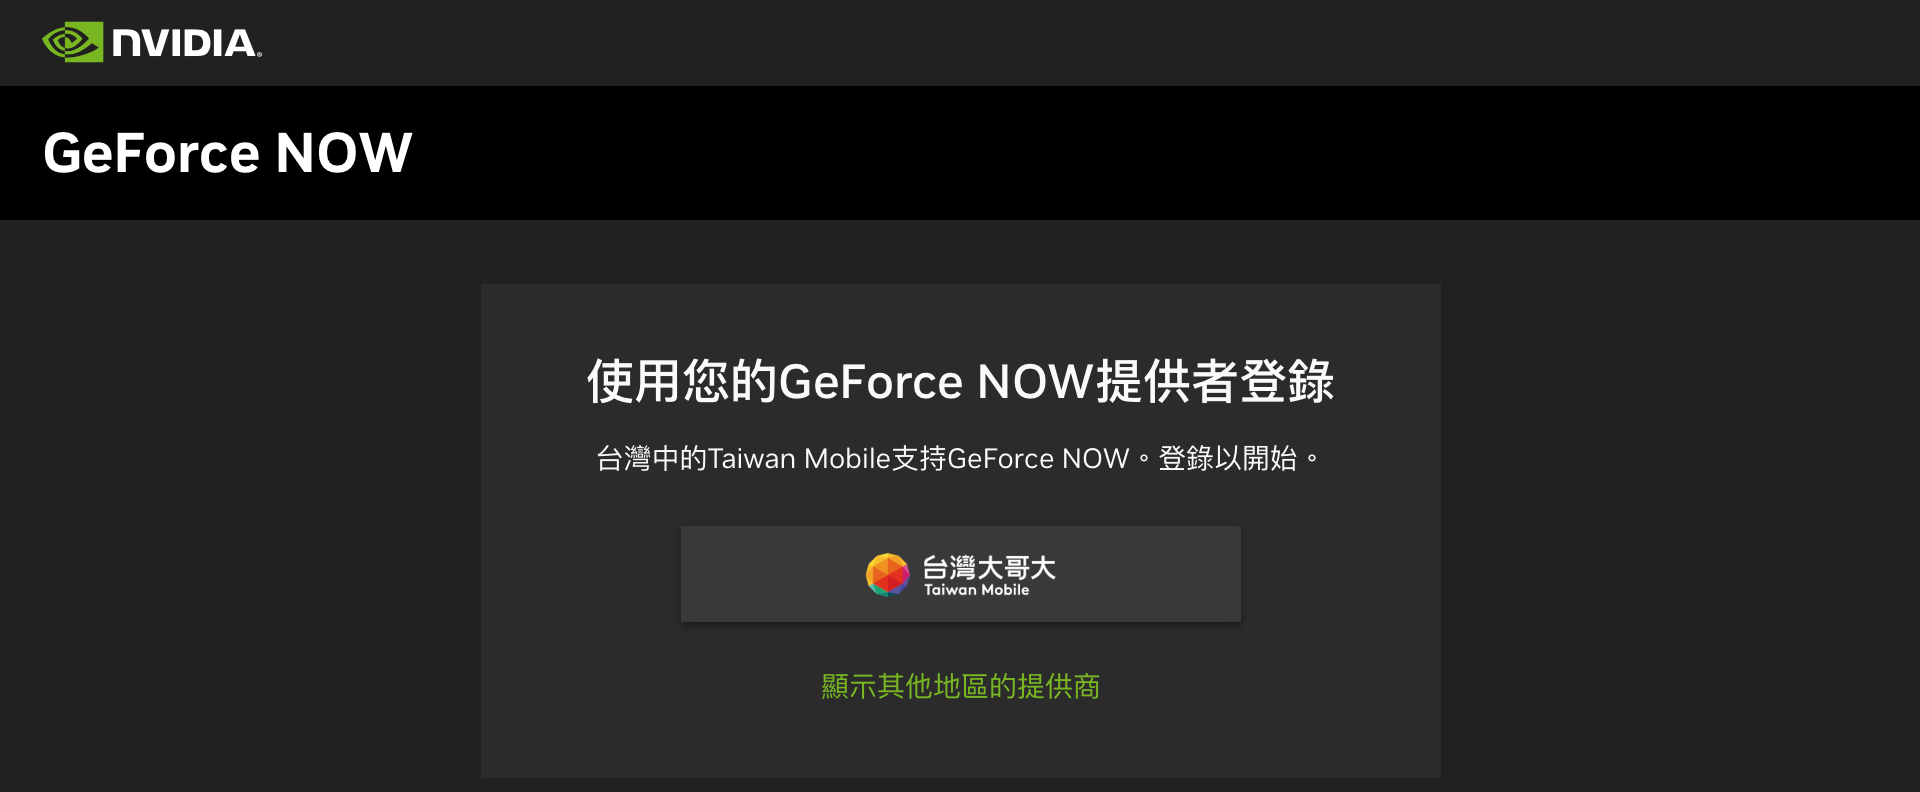 NVIDIA®
GeForce NOW
使用您的GeForce NOW提供者登錄
台灣中的Taiwan Mobile支持GeForce NOW。登錄以開始。
台灣大哥大
Taiwan Mobile
顯示其他地區的提供商